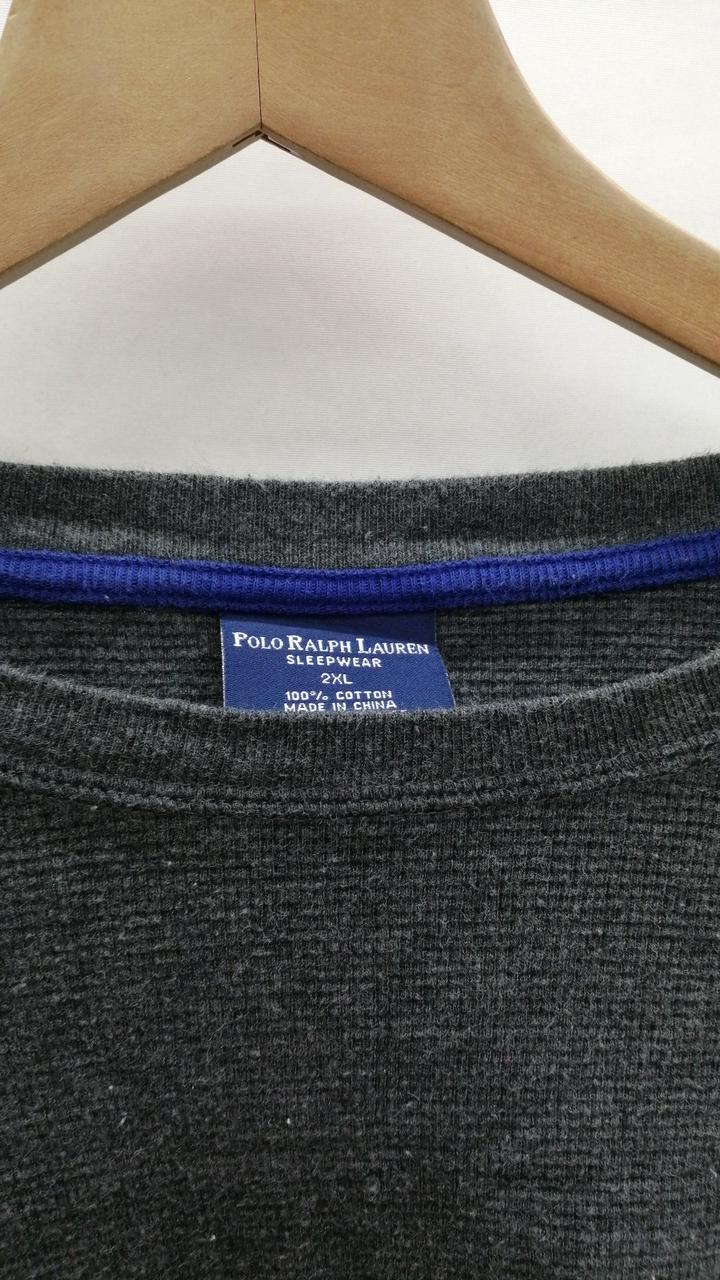 POLO RALPH LAUREN
SLEEPWEAR
2XL
100% COTTON
MADE IN CHINA